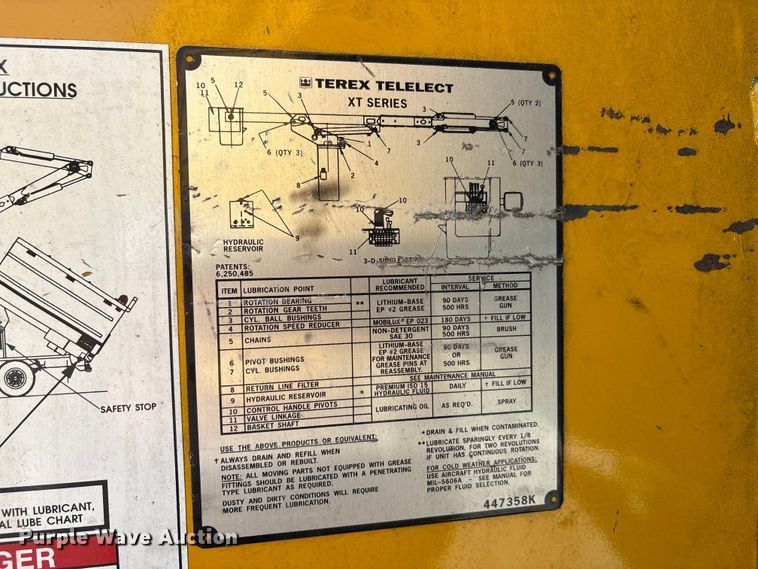 X
UCTIONS
SAFETY STOP
WITH LUBRICANT,
AL LUBE CHART
GER
TEREX TELELECT
XT SERIES
10 5 12 5 3 3 5 (QTY 2)
11
6 (QTY 3) 1 7 3 7 6 (QTY 3)
4
8 2
10 11
10
11
9
HYDRAULIC
RESERVOIR
3-D SINGLE STICK
PATENTS:
6,250,485
ITEM LUBRICATION POINT LUBRICANT RECOMMENDED SERVICE INTERVAL METHOD
1 ROTATION BEARING ** LITHIUM-BASE 90 DAYS GREASE
2 ROTATION GEAR TEETH EP #2 GREASE 500 HRS GUN
3 CYL. BALL BUSHINGS MOBILUX® EP 023 180 DAYS † FILL IF LOW
4 ROTATION SPEED REDUCER
5 CHAINS NON-DETERGENT SAE 30 90 DAYS 500 HRS BRUSH
6 PIVOT BUSHINGS
7 CYL. BUSHINGS
LITHIUM-BASE
EP #2 GREASE
FOR MAINTENANCE
GREASE PINS AT
REASSEMBLY.
90 DAYS
OR
500 HRS
GREASE
GUN
SEE MAINTENANCE MANUAL
8 RETURN LINE FILTER
9 HYDRAULIC RESERVOIR * PREMIUM ISO 15 HYDRAULIC FLUID DAILY † FILL IF LOW
10 CONTROL HANDLE PIVOTS
11 VALVE LINKAGE LUBRICATING OIL AS REQ'D. SPRAY
12 BASKET SHAFT
USE THE ABOVE PRODUCTS OR EQUIVALENT.
† ALWAYS DRAIN AND REFILL WHEN
DISASSEMBLED OR REBUILT.
NOTE: ALL MOVING PARTS NOT EQUIPPED WITH GREASE
FITTINGS SHOULD BE LUBRICATED WITH A PENETRATING
TYPE LUBRICANT AS REQUIRED.
DUSTY AND DIRTY CONDITIONS WILL REQUIRE
MORE FREQUENT LUBRICATION.
* DRAIN & FILL WHEN CONTAMINATED.
** LUBRICATE SPARINGLY EVERY 1/8
REVOLUTION, FOR TWO REVOLUTIONS
IF UNIT HAS CONTINUOUS ROTATION.
FOR COLD WEATHER APPLICATIONS:
USE AIRCRAFT HYDRAULIC FLUID
MIL-5606A - SEE MANUAL FOR
PROPER FLUID SELECTION.
447358K
Purple Wave Auction